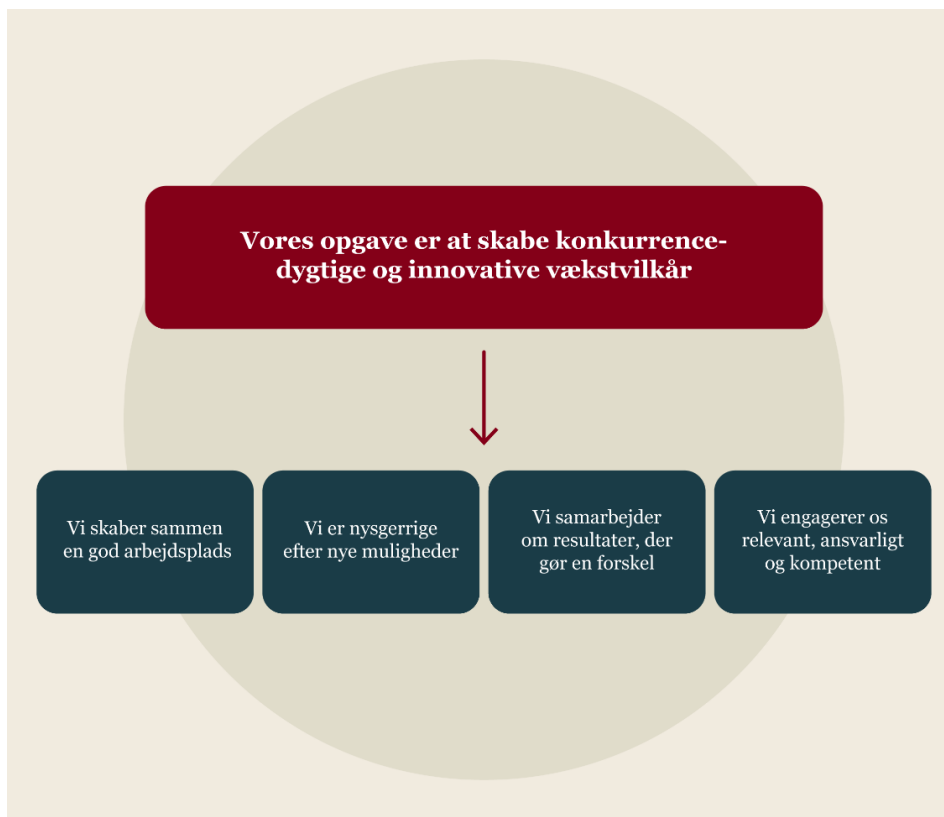 Vores opgave er at skabe konkurrence-
dygtige og innovative vækstvilkår
Vi skaber sammen
en god arbejdsplads
Vi er nysgerrige
efter nye muligheder
Vi samarbejder
om resultater, der
gør en forskel
Vi engagerer os
relevant, ansvarligt
og kompetent